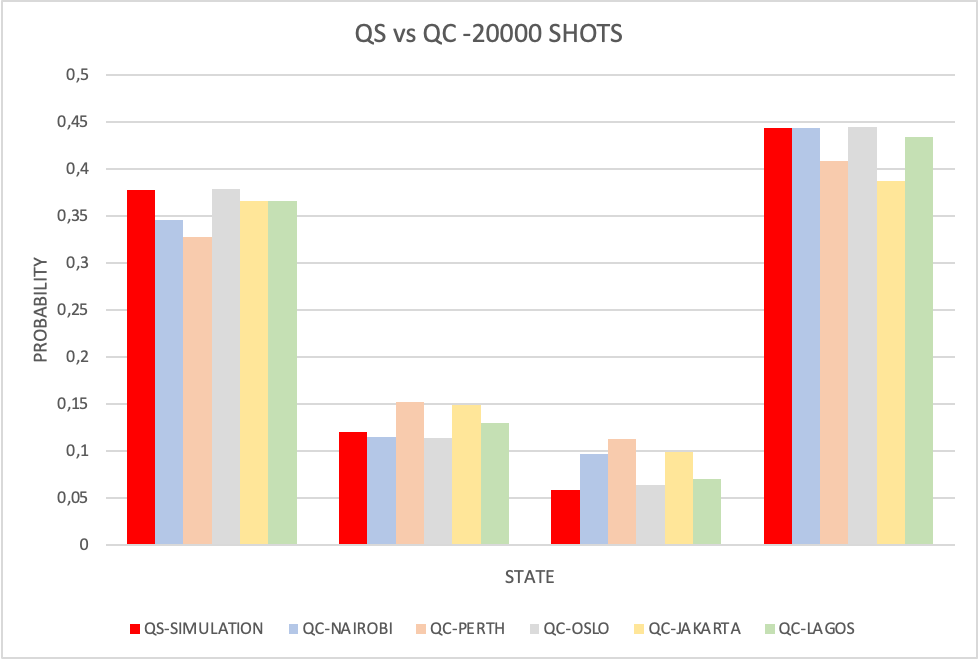 QS vs QC -20000 SHOTS
0,5
0,45
0,4
0,35
0,3
0,25
0,2
0,15
0,1
0,05
0
PROBABILITY
STATE
QS-SIMULATION QC-NAIROBI QC-PERTH QC-OSLO QC-JAKARTA QC-LAGOS